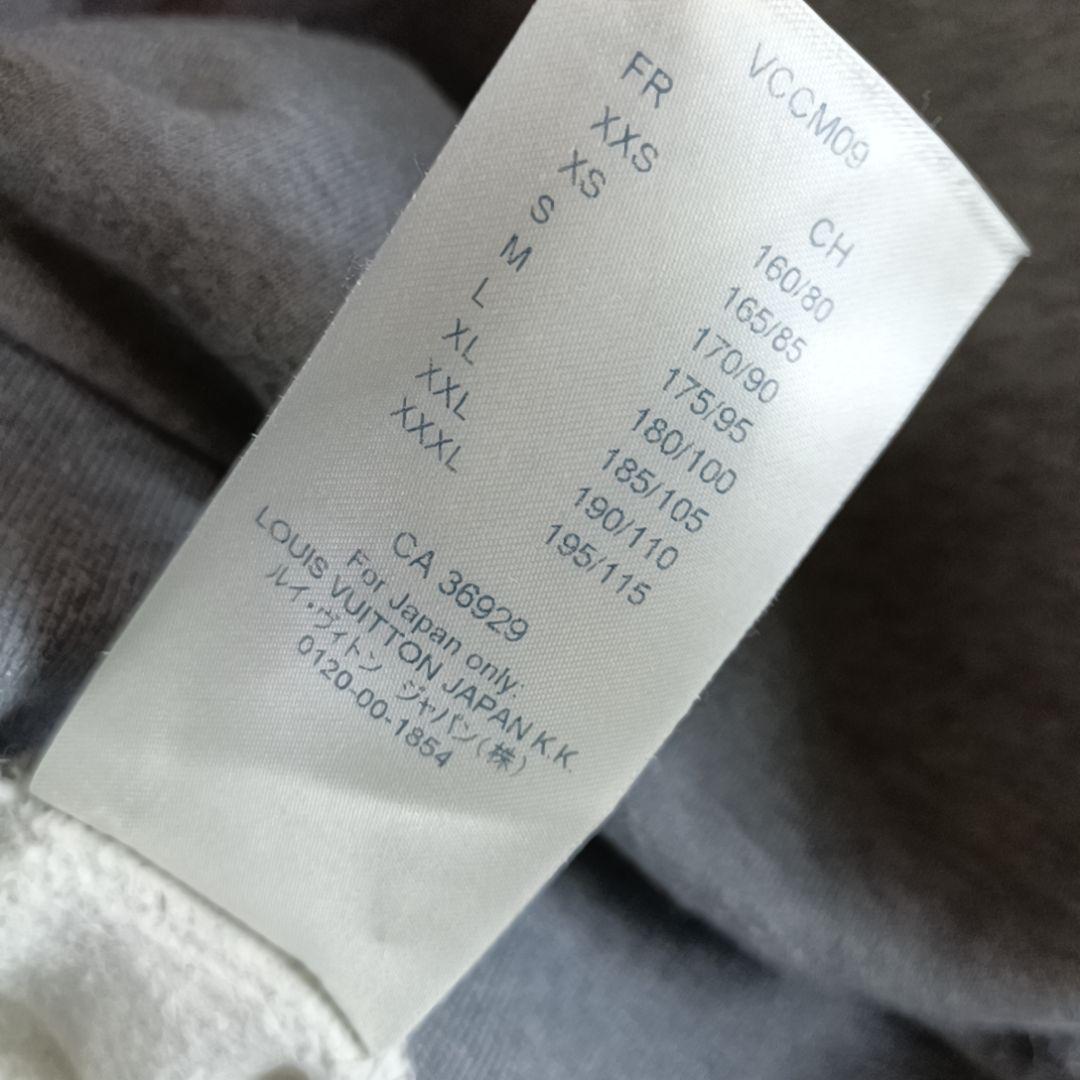 VCCM09
FR CH
XXS 160/80
XS 165/85
S 170/90
M 175/95
L 180/100
XL 185/105
XXL 190/110
XXXL 195/115
CA 36929
For Japan only:
LOUIS VUITTON JAPAN K.K.
ルイ・ヴィトン ジャパン(株)
0120-00-1854